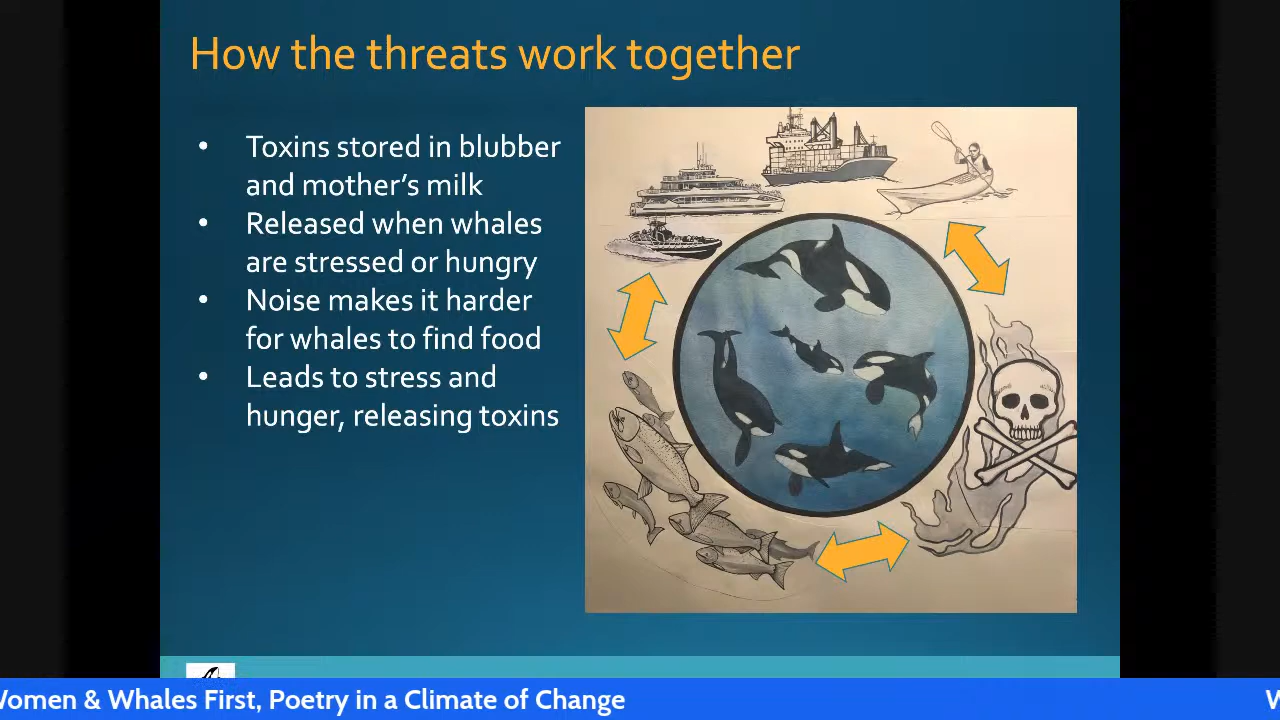 How the threats work together
• Toxins stored in blubber
and mother's milk
• Released when whales
are stressed or hungry
• Noise makes it harder
for whales to find food
• Leads to stress and
hunger, releasing toxins
& Whales First, Poetry in a Climate of Change